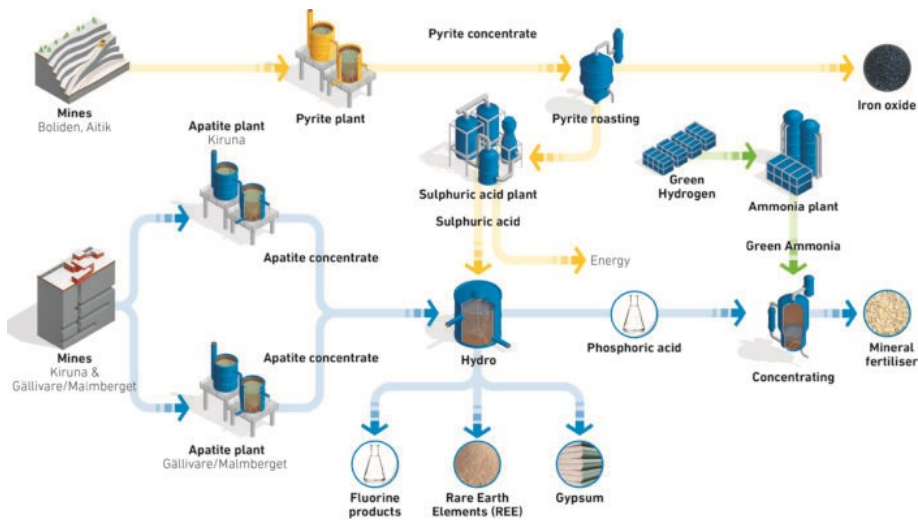 Pyrite concentrate
Mines
Boliden, Aitik
Pyrite plant
Pyrite roasting
Iron oxide
Apatite plant
Kiruna
Sulphuric acid plant
Sulphuric acid
Green
Hydrogen
Ammonia plant
Green Ammonia
Apatite concentrate
Energy
Mines
Kiruna &
Gällivare/Malmberget
Apatite concentrate
Hydro
Phosphoric acid
Concentrating
Mineral
fertiliser
Apatite plant
Gällivare/Malmberget
Fluorine
products
Rare Earth
Elements (REE)
Gypsum